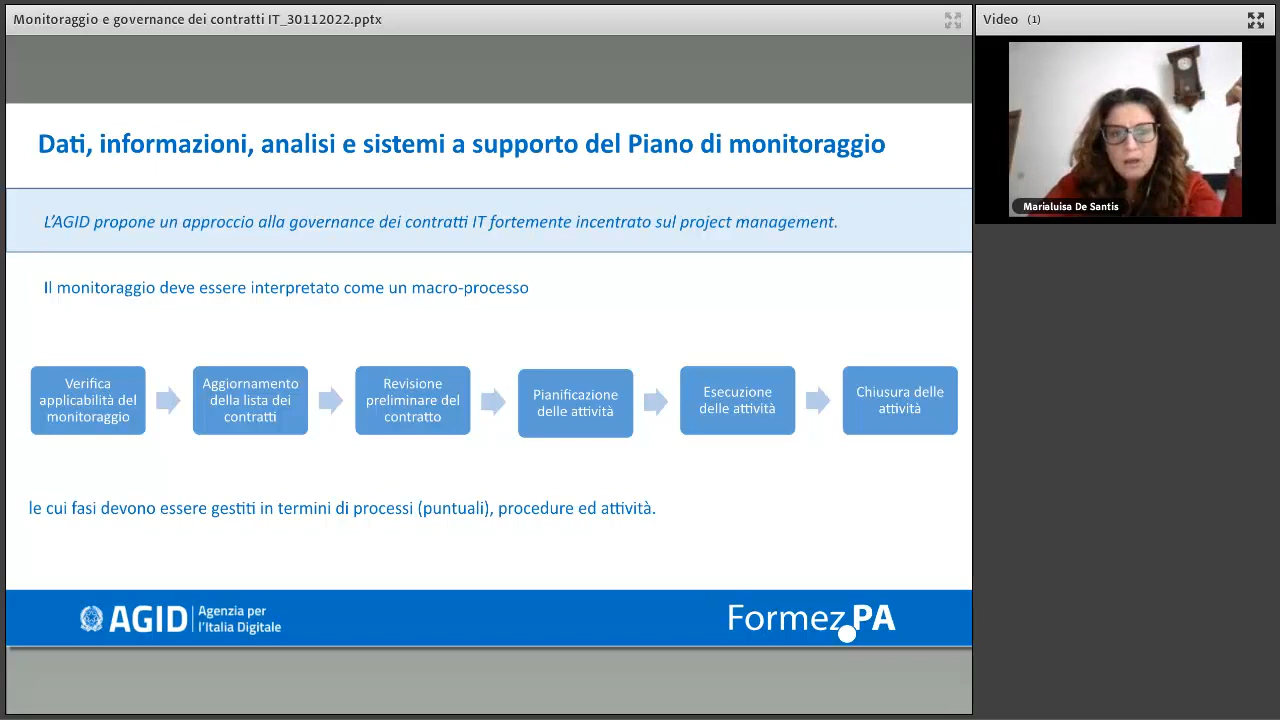 Monitoraggio e governance dei contratti IT_30112022.pptx
Video (1)
Marialuisa De Santis
Dati, informazioni, analisi e sistemi a supporto del Piano di monitoraggio
L'AGID propone un approccio alla governance dei contratti IT fortemente incentrato sul project management.
Il monitoraggio deve essere interpretato come un macro-processo
Verifica
applicabilità del
monitoraggio
Aggiornamento
della lista dei
contratti
Revisione
preliminare del
contratto
Pianificazione
delle attività
Esecuzione
delle attività
Chiusura delle
attività
le cui fasi devono essere gestiti in termini di processi (puntuali), procedure ed attività.
AGID
Agenzia per
l'Italia Digitale
Formez PA